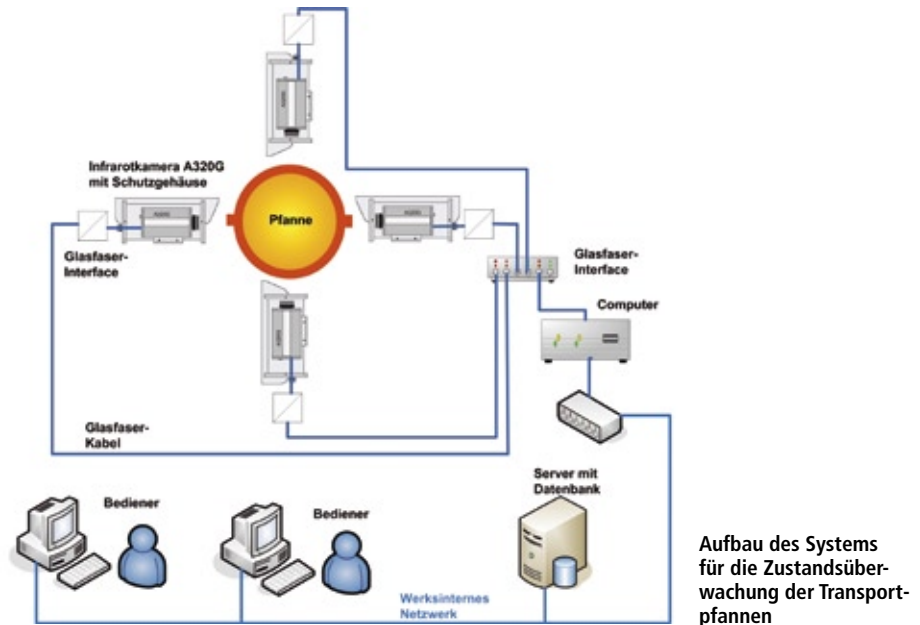 Infrarotkamera A320G
mit Schutzgehäuse
Pfanne
Glasfaser-
Interface
Glasfaser-
Interface
Computer
Glasfaser-
Kabel
Server mit
Datenbank
Bediener
Bediener
Werksinternes
Netzwerk
Aufbau des Systems
für die Zustandsüber-
wachung der Transport-
pfannen